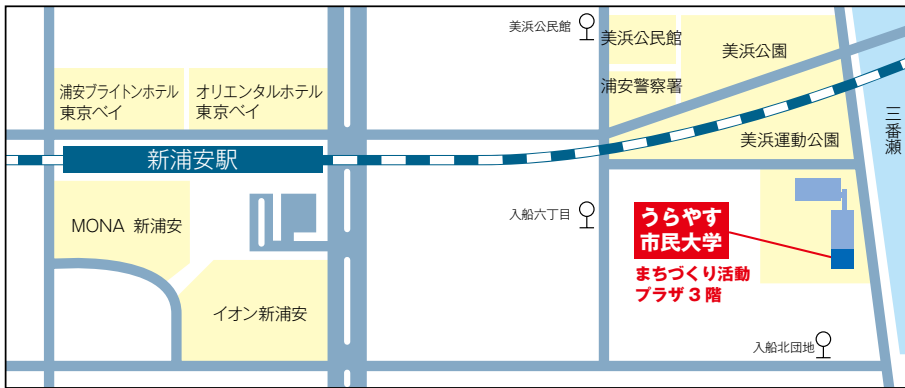 美浜公民館
美浜公民館
美浜公園
浦安ブライトンホテル
東京ベイ
オリエンタルホテル
東京ベイ
浦安警察署
三番瀬
美浜運動公園
新浦安駅
MONA 新浦安
入船六丁目
うらやす
市民大学
まちづくり活動
プラザ 3 階
イオン新浦安
入船北団地